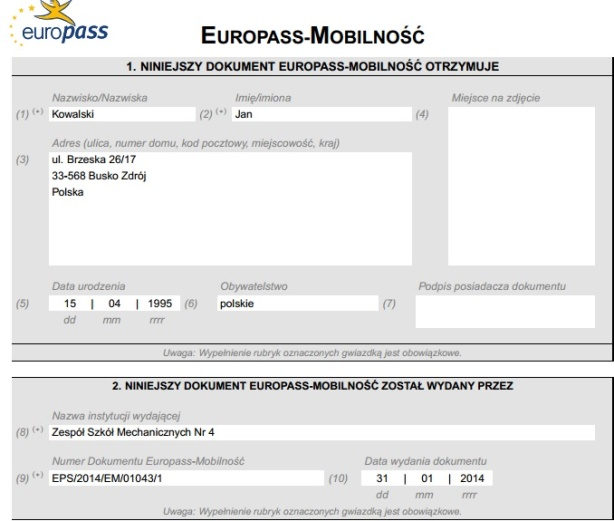 europass
EUROPASS-MOBILNOŚĆ
1. NINIEJSZY DOKUMENT EUROPASS-MOBILNOŚĆ OTRZYMUJE
Nazwisko/Nazwiska Imię/imiona Miejsce na zdjęcie
(1) (*) Kowalski (2) (*) Jan (4)
Adres (ulica, numer domu, kod pocztowy, miejscowość, kraj)
(3) ul. Brzeska 26/17
33-568 Busko Zdrój
Polska
Data urodzenia Obywatelstwo Podpis posiadacza dokumentu
(5) 15 | 04 | 1995 (6) polskie (7)
dd mm rrrr
Uwaga: Wypełnienie rubryk oznaczonych gwiazdką jest obowiązkowe.
2. NINIEJSZY DOKUMENT EUROPASS-MOBILNOŚĆ ZOSTAŁ WYDANY PRZEZ
Nazwa instytucji wydającej
(8) (*) Zespół Szkół Mechanicznych Nr 4
Numer Dokumentu Europass-Mobilność Data wydania dokumentu
(9) (*) EPS/2014/EM/01043/1 (10) 31 | 01 | 2014
dd mm rrrr
Uwaga: Wypełnienie rubryk oznaczonych gwiazdką jest obowiązkowe.